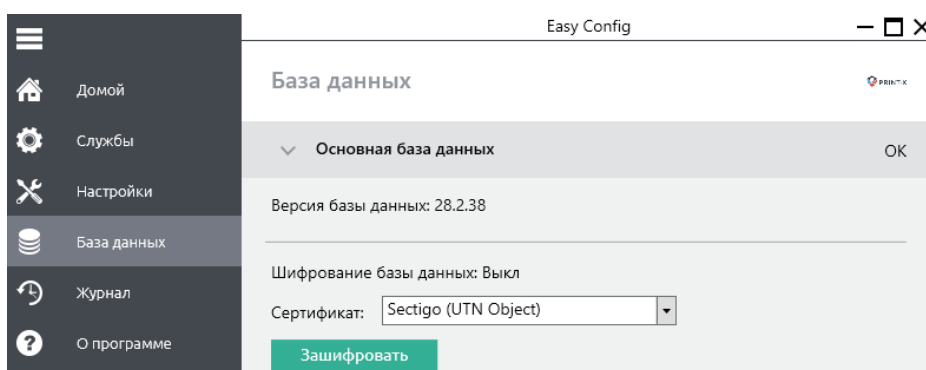 Easy Config
Домой
Службы
Настройки
База данных
Журнал
О программе
База данных
PRINT-X
Основная база данных
OK
Версия базы данных: 28.2.38
Шифрование базы данных: Выкл
Сертификат: Sectigo (UTN Object)
Зашифровать